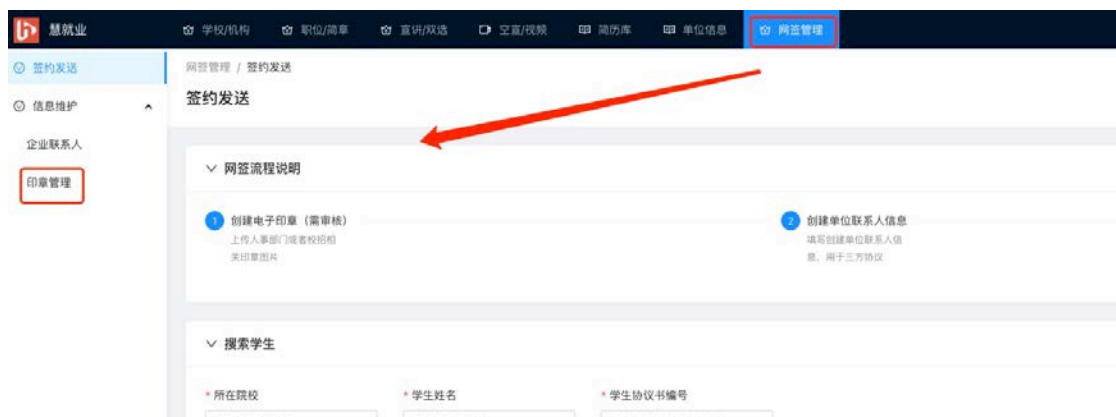 慧就业
学校/机构 职位/简章 宣讲/双选 空宣/视频 简历库 单位信息 网签管理
签约发送
信息维护
企业联系人
印章管理
网签管理 / 签约发送
签约发送
网签流程说明
1 创建电子印章（需审核）
上传人事部门或者校招相
关印章图片
2 创建单位联系人信息
填写创建单位联系人信
息，用于三方协议
搜索学生
* 所在院校 * 学生姓名 * 学生协议书编号